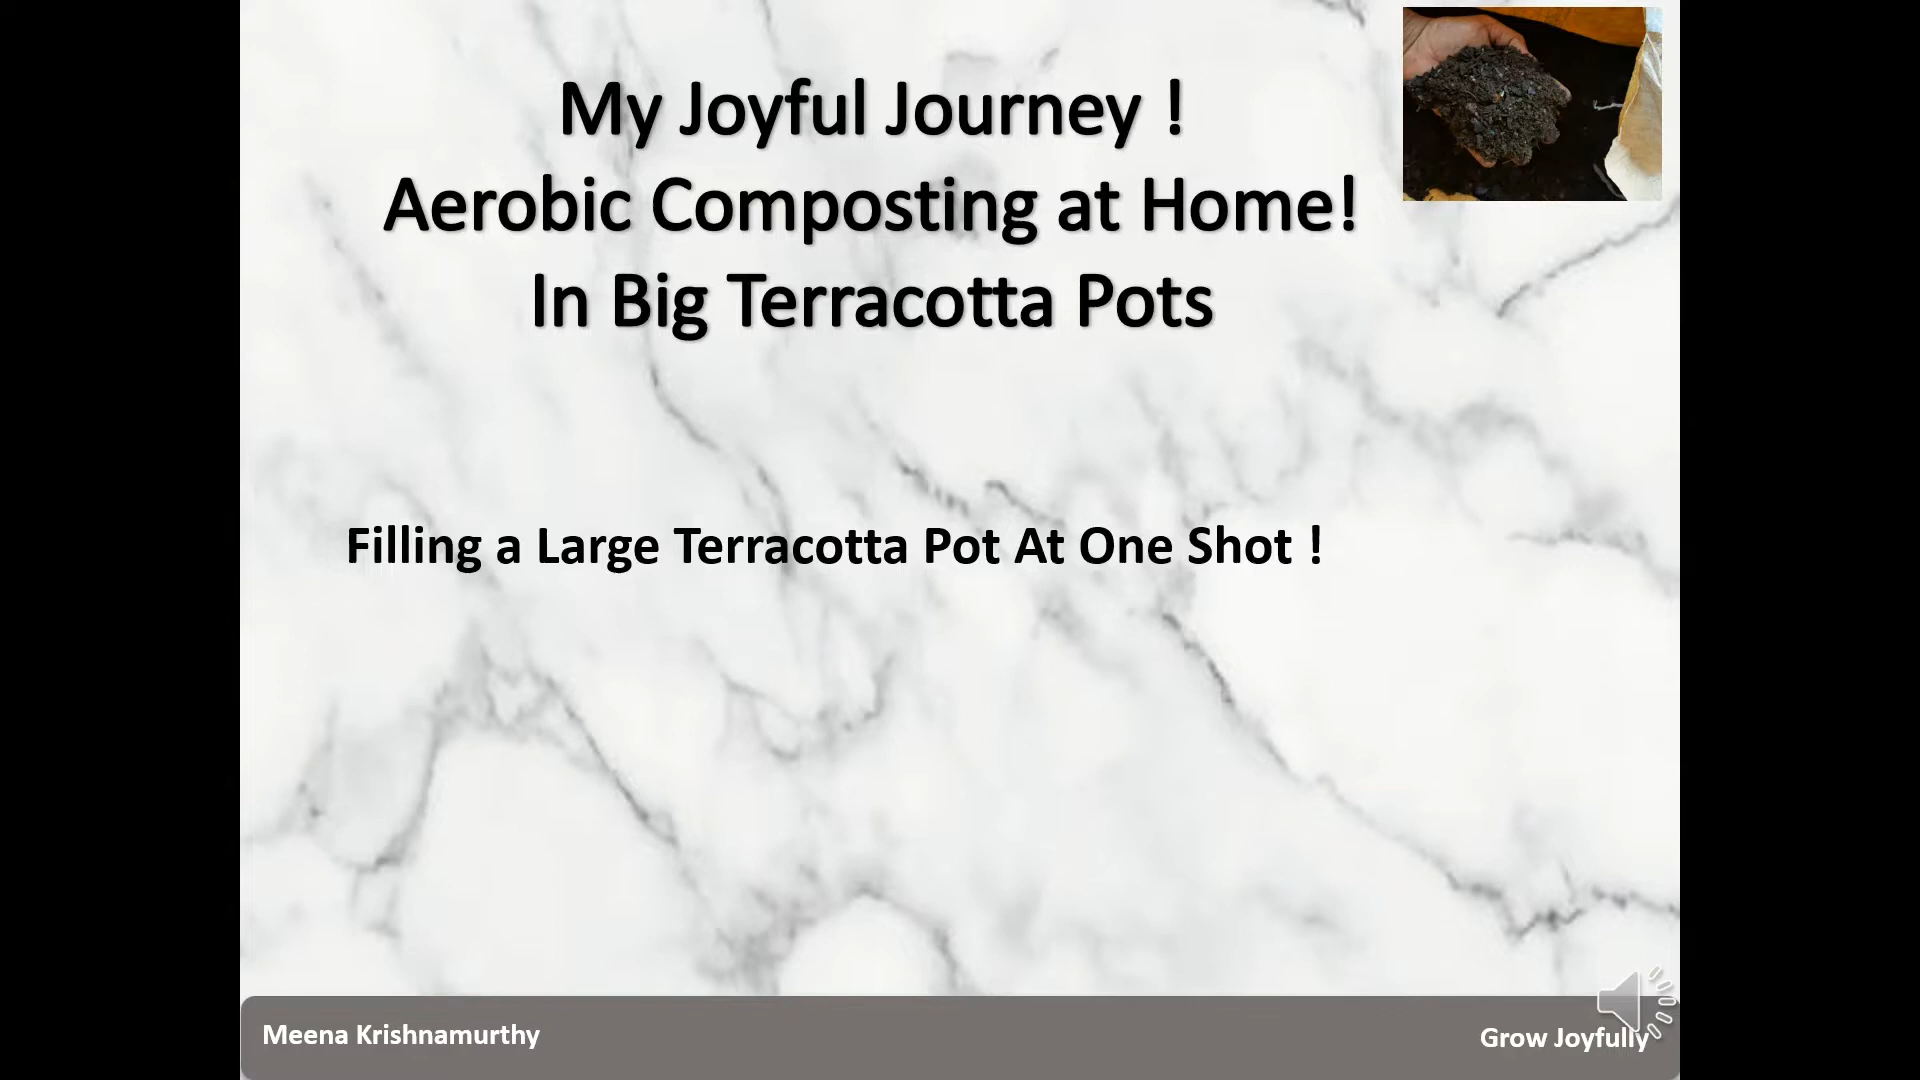 My Joyful Journey !
Aerobic Composting at Home!
In Big Terracotta Pots
Filling a Large Terracotta Pot At One Shot !
Meena Krishnamurthy
Grow Joyfully